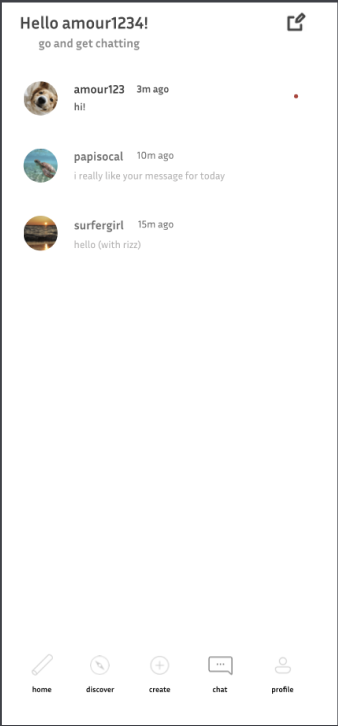 Hello amour1234!
go and get chatting
amour123 3m ago
hi!
papisocal 10m ago
i really like your message for today
surfergirl 15m ago
hello (with rizz)
home discover create chat profile